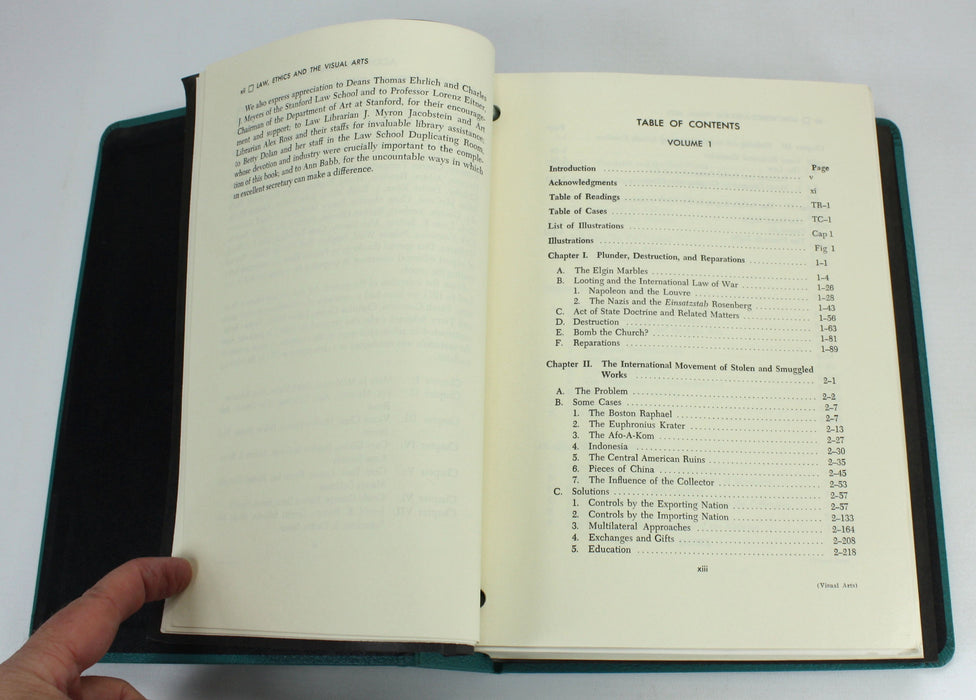 xii □ LAW, ETHICS AND THE VISUAL ARTS
We also express appreciation to Deans Thomas Ehrlich and Charles
J. Meyers of the Stanford Law School and to Professor Lorenz Eitner,
Chairman of the Department of Art at Stanford, for their encourage-
ment and support; to Law Librarian J. Myron Jacobstein and Art
Librarian Alex Ross and their staffs for invaluable library assistance;
to Betty Dolan and her staff in the Law School Duplicating Room,
whose devotion and industry were crucially important to the comple-
tion of this book; and to Ann Babb, for the uncountable ways in which
an excellent secretary can make a difference.
TABLE OF CONTENTS
VOLUME 1
Page
Introduction v
Acknowledgments xi
Table of Readings TR–1
Table of Cases TC–1
List of Illustrations Cap 1
Illustrations Fig 1
Chapter I. Plunder, Destruction, and Reparations 1–1
A. The Elgin Marbles 1–4
B. Looting and the International Law of War 1–26
1. Napoleon and the Louvre 1–28
2. The Nazis and the Einsatzstab Rosenberg 1–43
C. Act of State Doctrine and Related Matters 1–56
D. Destruction 1–63
E. Bomb the Church? 1–81
F. Reparations 1–89
Chapter II. The International Movement of Stolen and Smuggled
Works 2–1
A. The Problem 2–2
B. Some Cases 2–7
1. The Boston Raphael 2–7
2. The Euphronius Krater 2–13
3. The Afo-A-Kom 2–27
4. Indonesia 2–30
5. The Central American Ruins 2–35
6. Pieces of China 2–45
7. The Influence of the Collector 2–53
C. Solutions 2–57
1. Controls by the Exporting Nation 2–57
2. Controls by the Importing Nation 2–133
3. Multilateral Approaches 2–164
4. Exchanges and Gifts 2–208
5. Education 2–218
xiii
(Visual Arts)